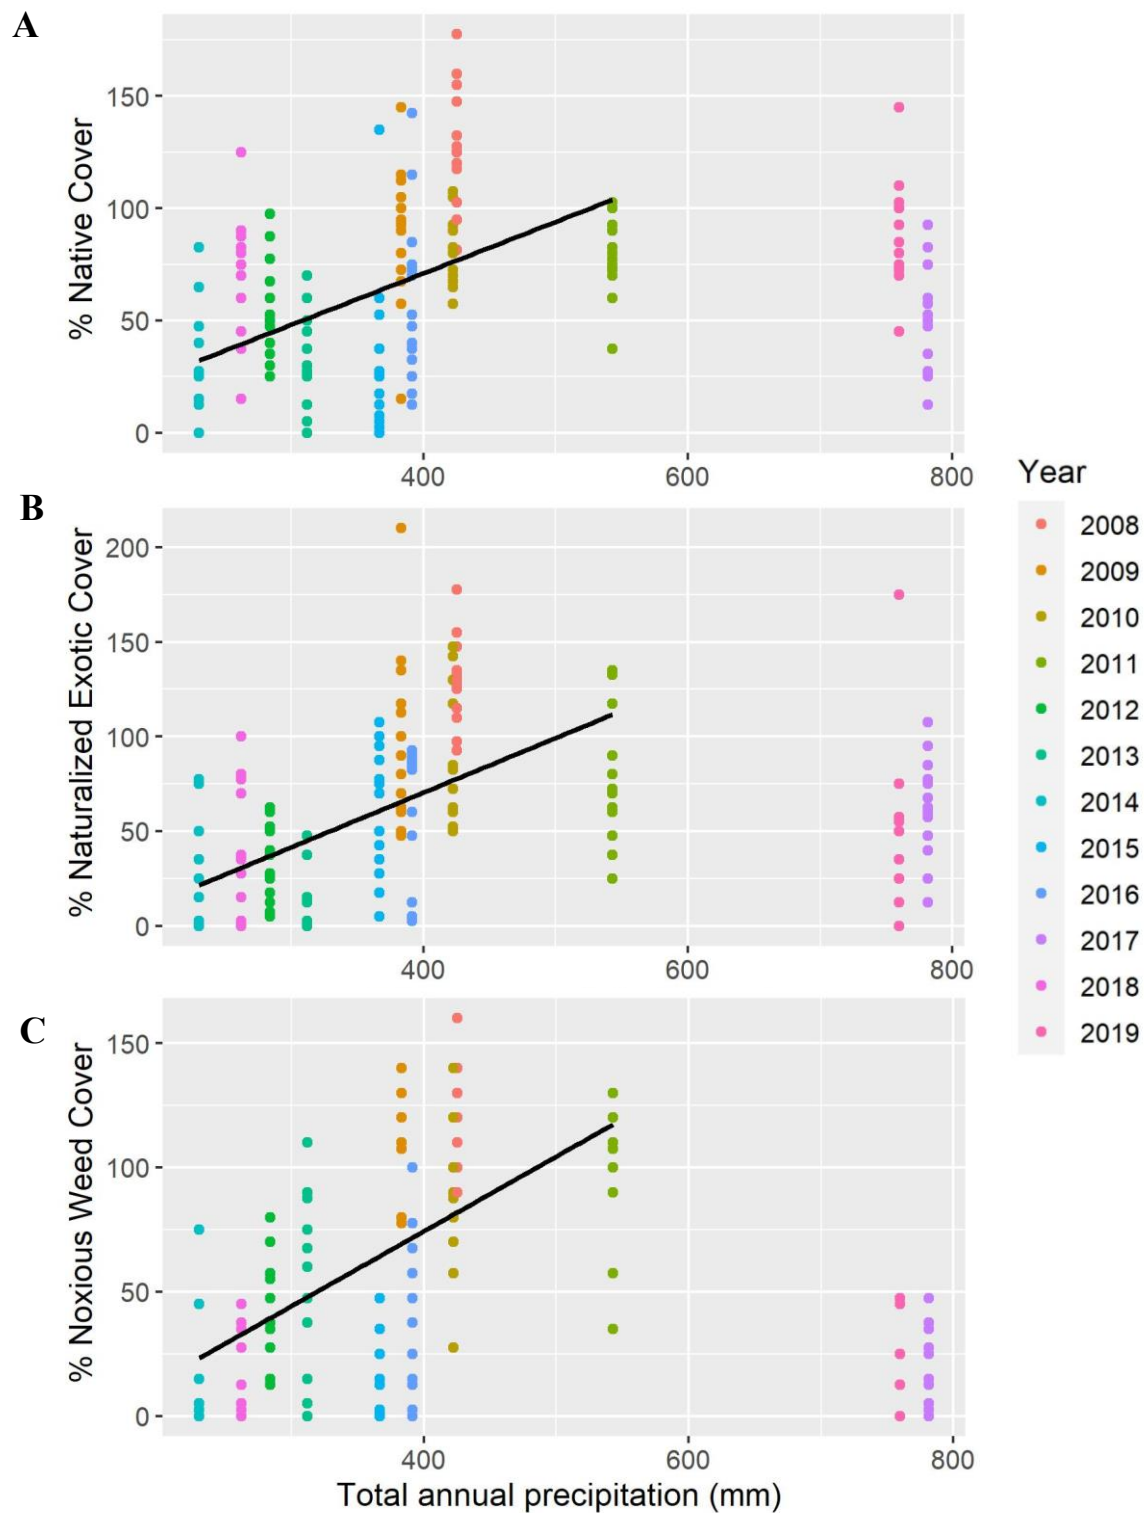 A
% Native Cover
150
100
50
0
400 600 800
B
% Naturalized Exotic Cover
200
150
100
50
0
400 600 800
C
% Noxious Weed Cover
150
100
50
0
400 600 800
Total annual precipitation (mm)
Year
2008
2009
2010
2011
2012
2013
2014
2015
2016
2017
2018
2019